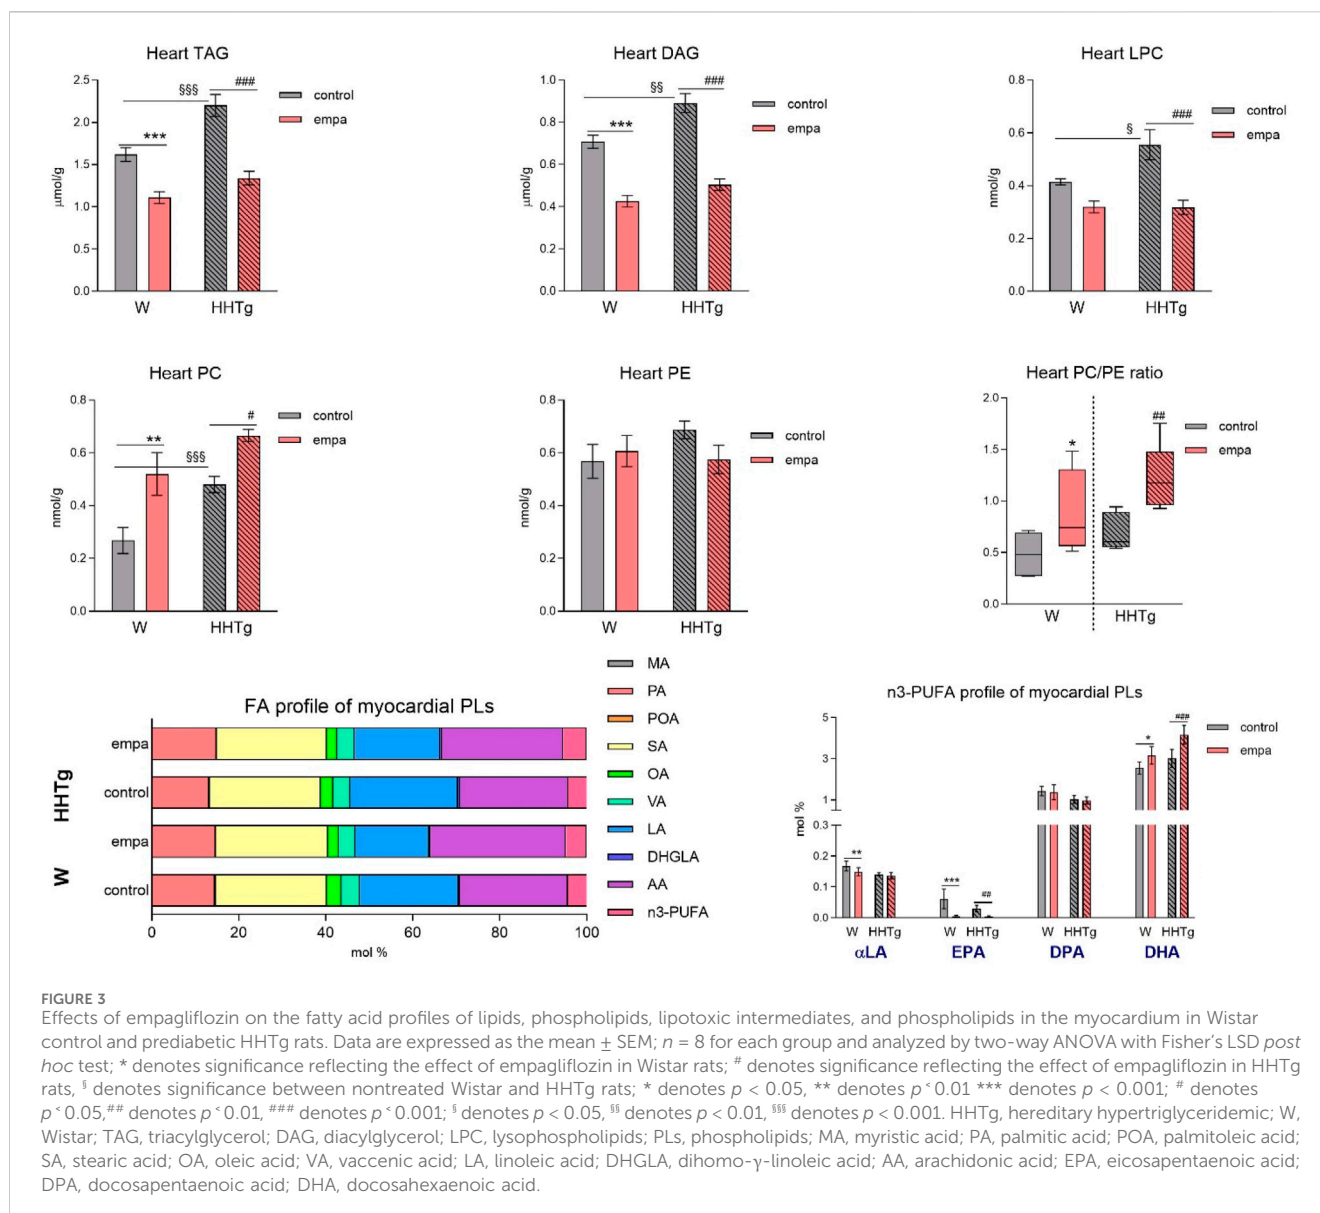 Heart TAG
2.5
2.0
1.5
1.0
0.5
0.0
μmol/g
§§§
###
***
control
empa
W HHTg
Heart DAG
1.0
0.8
0.6
0.4
0.2
0.0
μmol/g
§§
###
***
control
empa
W HHTg
Heart LPC
0.8
0.6
0.4
0.2
0.0
nmol/g
§
###
control
empa
W HHTg
Heart PC
0.8
0.6
0.4
0.2
0.0
nmol/g
**
§§§
#
control
empa
W HHTg
Heart PE
0.8
0.6
0.4
0.2
0.0
nmol/g
control
empa
W HHTg
Heart PC/PE ratio
2.0
1.5
1.0
0.5
0.0
*
##
control
empa
W HHTg
FA profile of myocardial PLs
HHTg
empa
control
W
empa
control
0 20 40 60 80 100
mol %
MA
PA
POA
SA
OA
VA
LA
DHGLA
AA
n3-PUFA
n3-PUFA profile of myocardial PLs
5
3
1
0.3
0.2
0.1
0.0
mol %
**
***
##
*
###
control
empa
W HHTg W HHTg W HHTg W HHTg
αLA EPA DPA DHA
FIGURE 3
Effects of empagliflozin on the fatty acid profiles of lipids, phospholipids, lipotoxic intermediates, and phospholipids in the myocardium in Wistar
control and prediabetic HHTg rats. Data are expressed as the mean ± SEM; n = 8 for each group and analyzed by two-way ANOVA with Fisher's LSD post
hoc test; * denotes significance reflecting the effect of empagliflozin in Wistar rats; # denotes significance reflecting the effect of empagliflozin in HHTg
rats, § denotes significance between nontreated Wistar and HHTg rats; * denotes p < 0.05, ** denotes p < 0.01 *** denotes p < 0.001; # denotes
p < 0.05,## denotes p < 0.01, ### denotes p < 0.001; § denotes p < 0.05, §§ denotes p < 0.01, §§§ denotes p < 0.001. HHTg, hereditary hypertriglyceridemic; W,
Wistar; TAG, triacylglycerol; DAG, diacylglycerol; LPC, lysophospholipids; PLs, phospholipids; MA, myristic acid; PA, palmitic acid; POA, palmitoleic acid;
SA, stearic acid; OA, oleic acid; VA, vaccenic acid; LA, linoleic acid; DHGLA, dihomo-γ-linoleic acid; AA, arachidonic acid; EPA, eicosapentaenoic acid;
DPA, docosapentaenoic acid; DHA, docosahexaenoic acid.